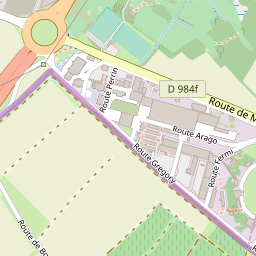 Route Perrin
D 984f
Route de M
Route Arago
Route Gregory
Route Fermi
Route de Bo